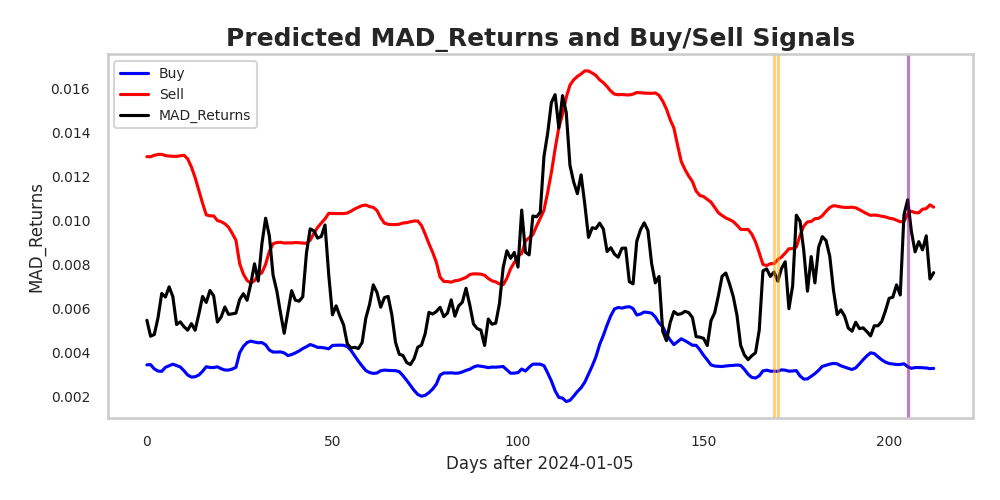 Predicted MAD_Returns and Buy/Sell Signals
Buy
Sell
MAD_Returns
MAD_Returns
0.016
0.014
0.012
0.010
0.008
0.006
0.004
0.002
0 50 100 150 200
Days after 2024-01-05